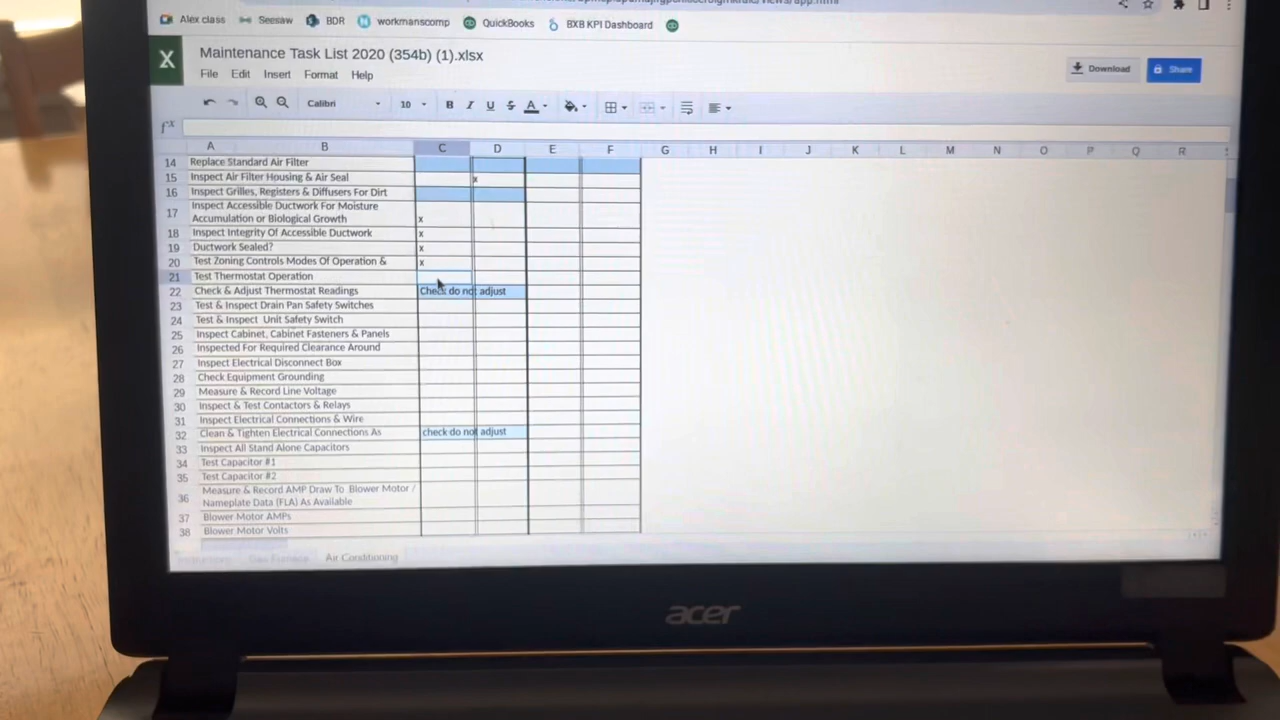 Alex class Seesaw BDR workmanscomp QuickBooks BXB KPI Dashboard
X Maintenance Task List 2020 (354b) (1).xlsx
File Edit Insert Format Help
Download Share
Calibri 10 B I U S A
fx
A B C D E F G H I J K L M N O P Q R
14 Replace Standard Air Filter
15 Inspect Air Filter Housing & Air Seal x
16 Inspect Grilles, Registers & Diffusers For Dirt
17 Inspect Accessible Ductwork For Moisture
Accumulation or Biological Growth x
18 Inspect Integrity Of Accessible Ductwork x
19 Ductwork Sealed? x
20 Test Zoning Controls Modes Of Operation & x
21 Test Thermostat Operation
22 Check & Adjust Thermostat Readings Check do not adjust
23 Test & Inspect Drain Pan Safety Switches
24 Test & Inspect Unit Safety Switch
25 Inspect Cabinet, Cabinet Fasteners & Panels
26 Inspected For Required Clearance Around
27 Inspect Electrical Disconnect Box
28 Check Equipment Grounding
29 Measure & Record Line Voltage
30 Inspect & Test Contactors & Relays
31 Inspect Electrical Connections & Wire
32 Clean & Tighten Electrical Connections As check do not adjust
33 Inspect All Stand Alone Capacitors
34 Test Capacitor #1
35 Test Capacitor #2
36 Measure & Record AMP Draw To Blower Motor /
Nameplate Data (FLA) As Available
37 Blower Motor AMPs
38 Blower Motor Volts
Gas Furnace Air Conditioning
acer